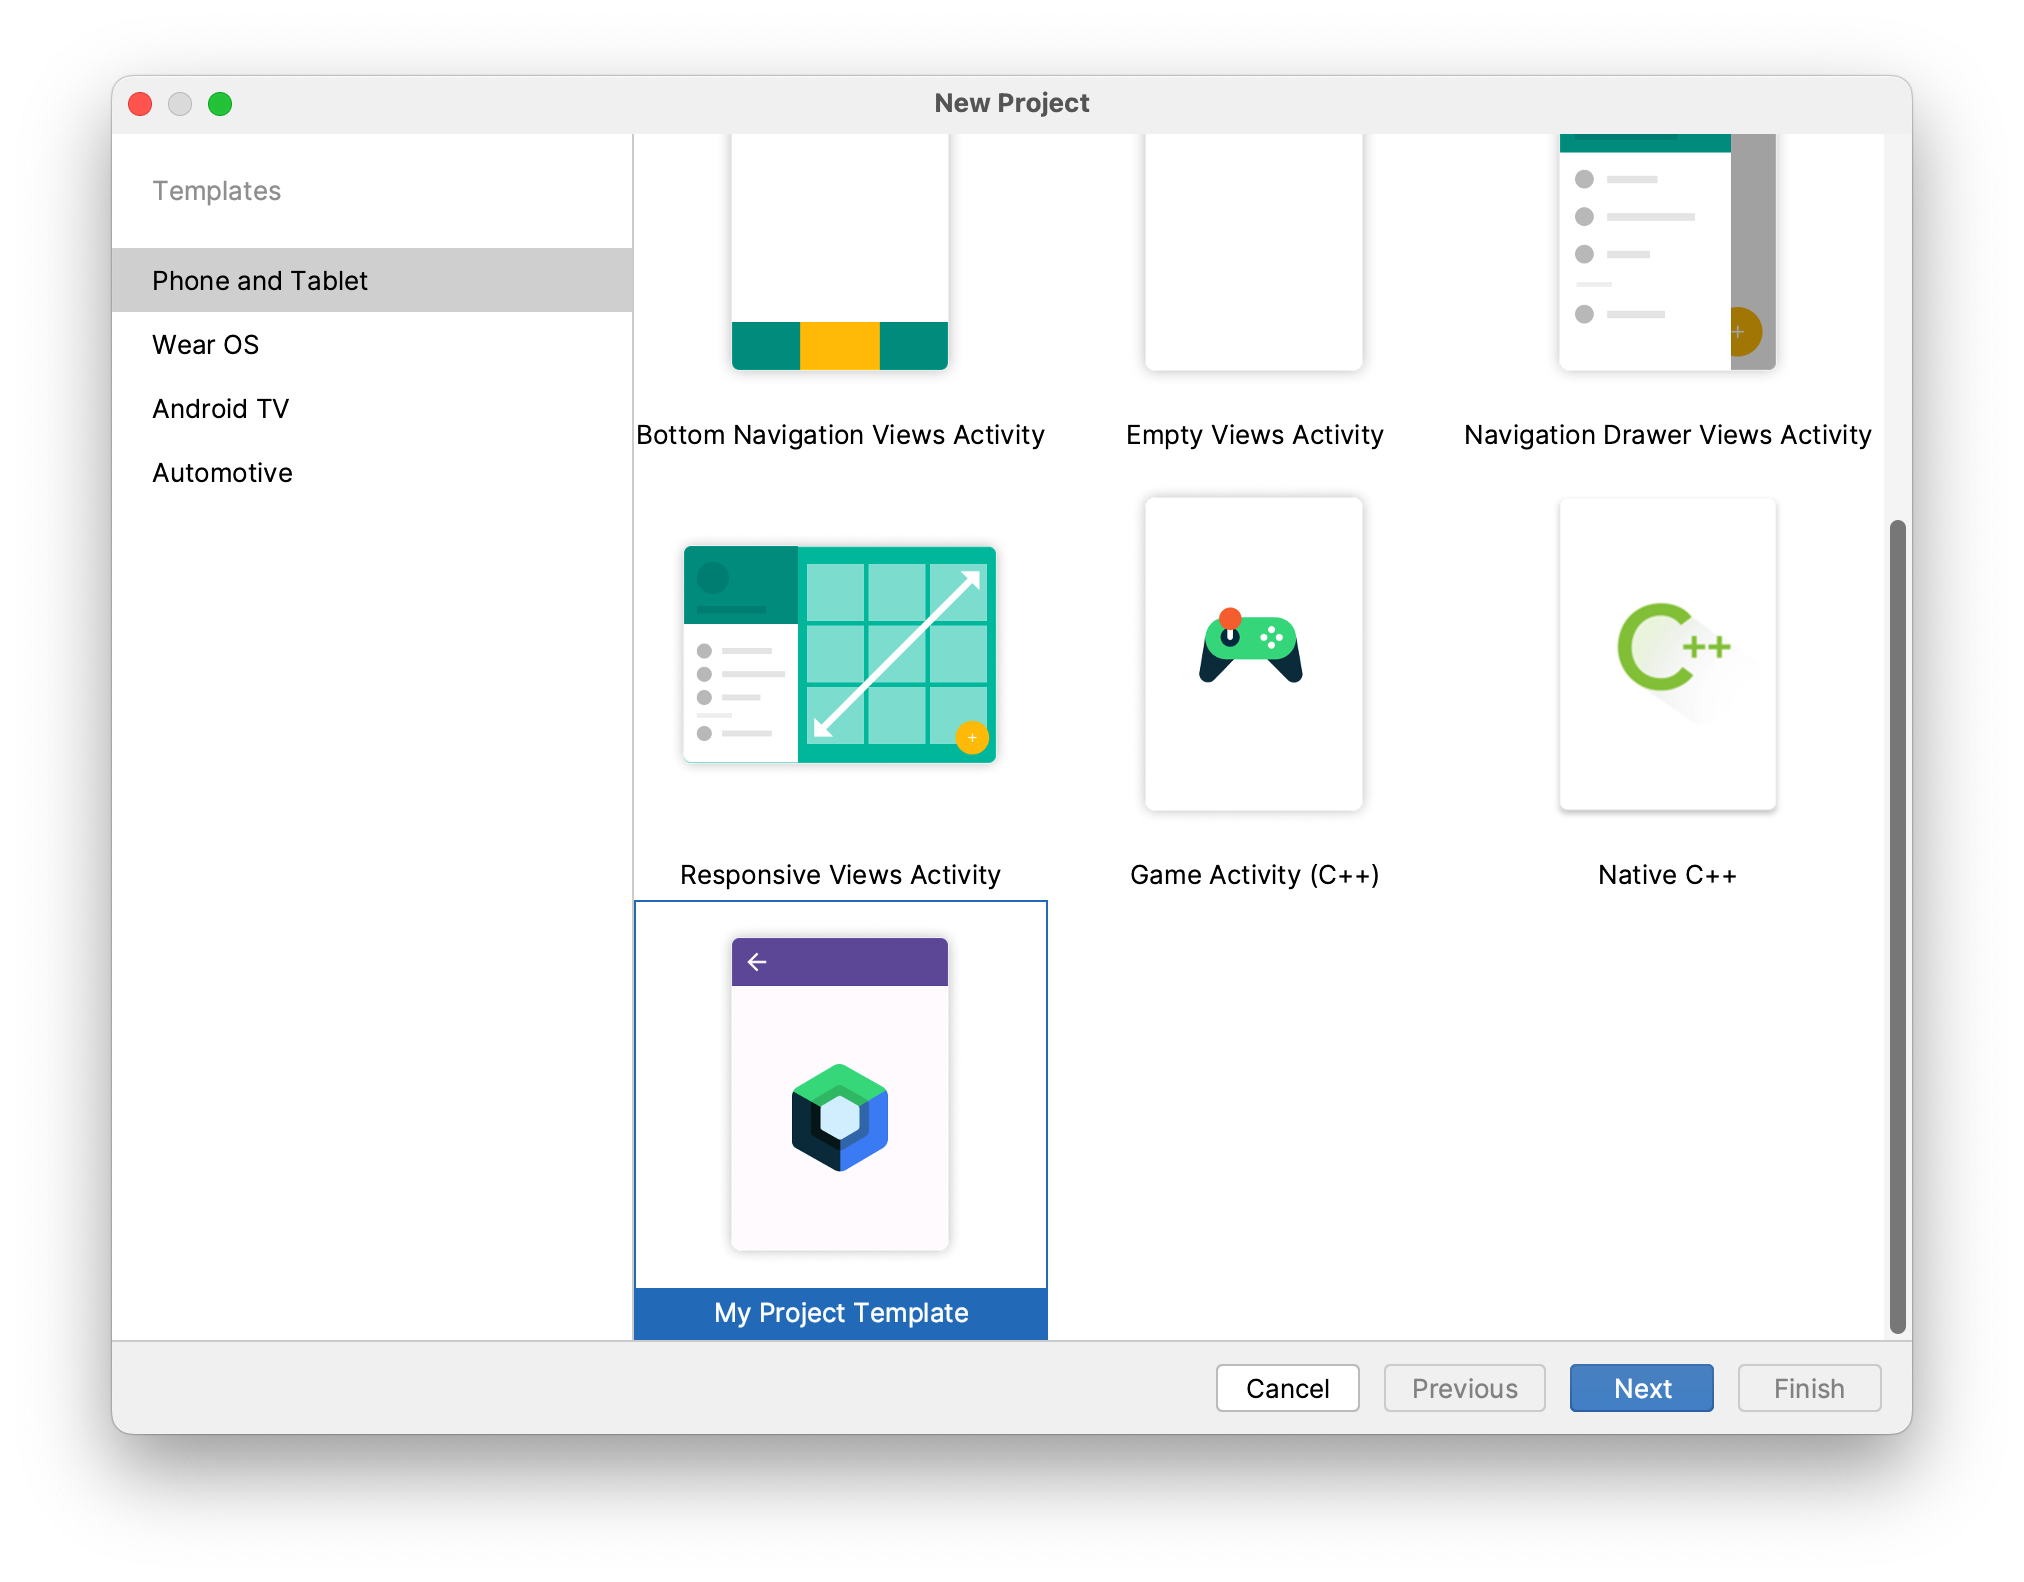 New Project
Templates
Phone and Tablet
Wear OS
Android TV
Automotive
Bottom Navigation Views Activity
Empty Views Activity
Navigation Drawer Views Activity
C++
Responsive Views Activity
Game Activity (C++)
Native C++
My Project Template
Cancel
Previous
Next
Finish